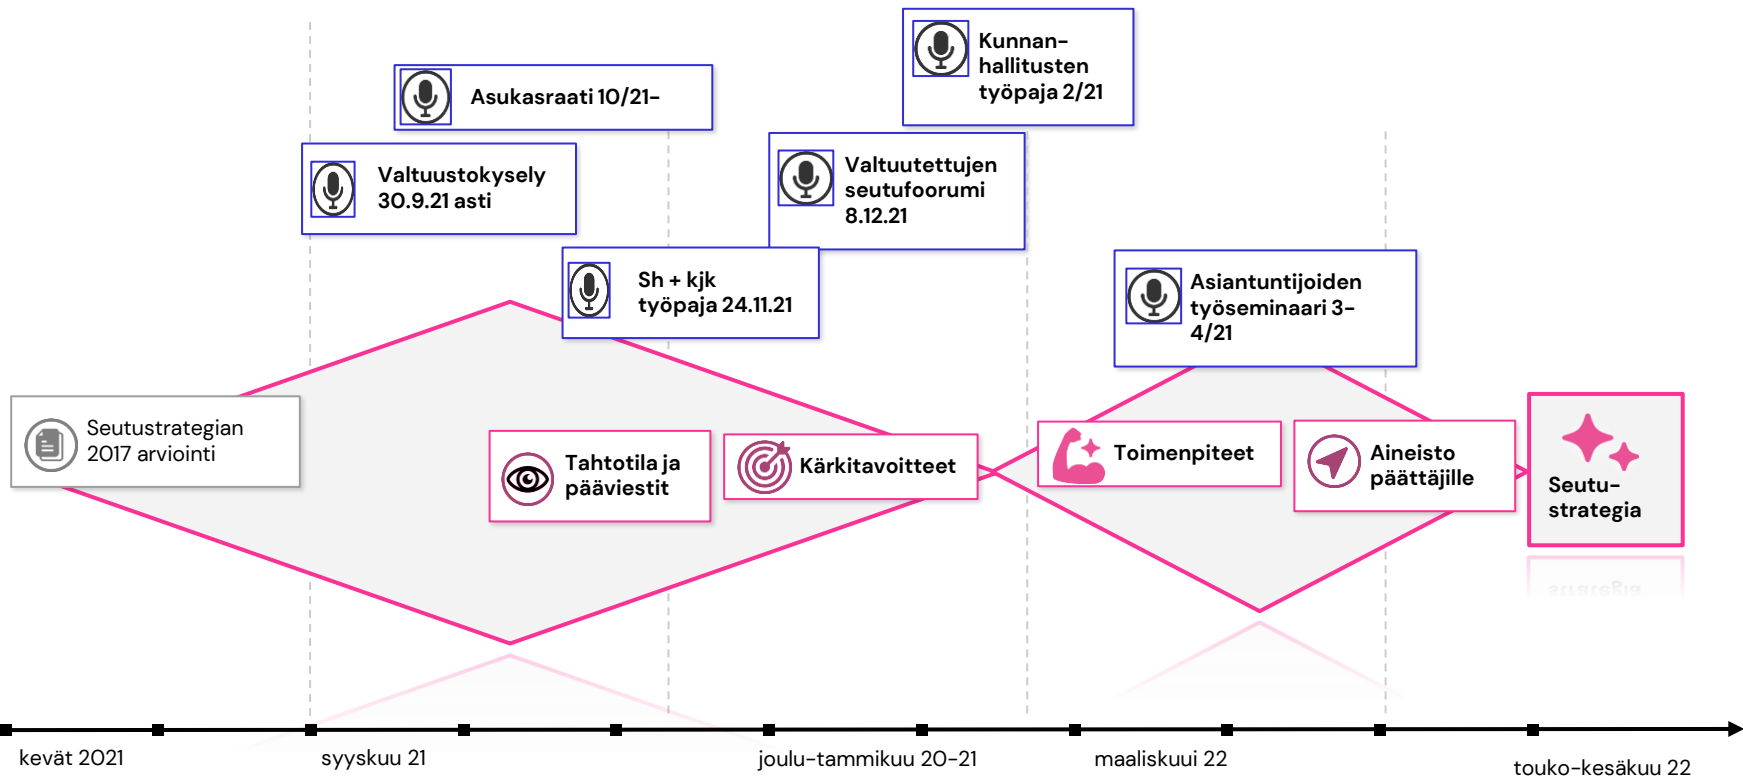 Kunnan-
hallitusten
työpaja 2/21
Asukasraati 10/21-
Valtuustokysely
30.9.21 asti
Valtuutettujen
seutufoorumi
8.12.21
Sh + kjk
työpaja 24.11.21
Asiantuntijoiden
työseminaari 3-
4/21
Seutustrategian
2017 arviointi
Tahtotila ja
pääviestit
Kärkitavoitteet
Toimenpiteet
Aineisto
päättäjille
Seutu-
strategia
kevät 2021
syyskuu 21
joulu-tammikuu 20-21
maaliskuui 22
touko-kesäkuu 22